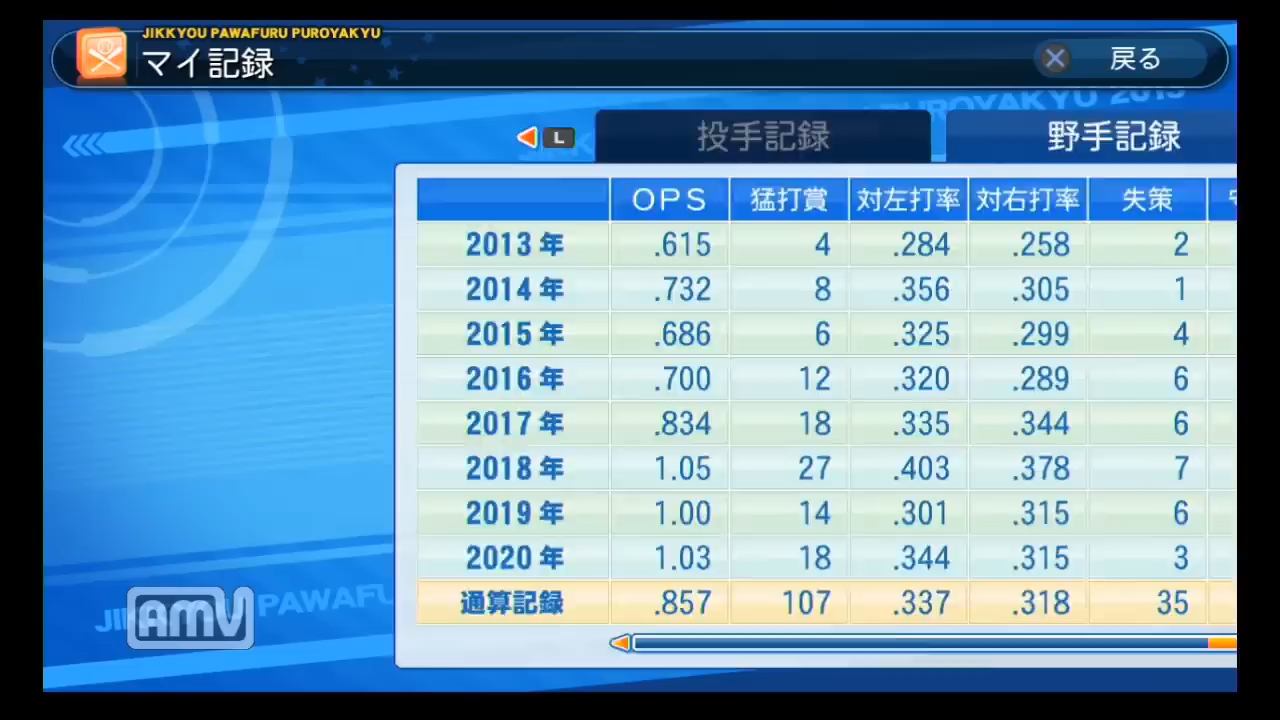 JIKKYOU PAWAFURU PUROYAKYU
マイ記録
戻る
L
投手記録
野手記録
OPS 猛打賞 対左打率 対右打率 失策
2013年 .615 4 .284 .258 2
2014年 .732 8 .356 .305 1
2015年 .686 6 .325 .299 4
2016年 .700 12 .320 .289 6
2017年 .834 18 .335 .344 6
2018年 1.05 27 .403 .378 7
2019年 1.00 14 .301 .315 6
2020年 1.03 18 .344 .315 3
通算記録 .857 107 .337 .318 35
AMV